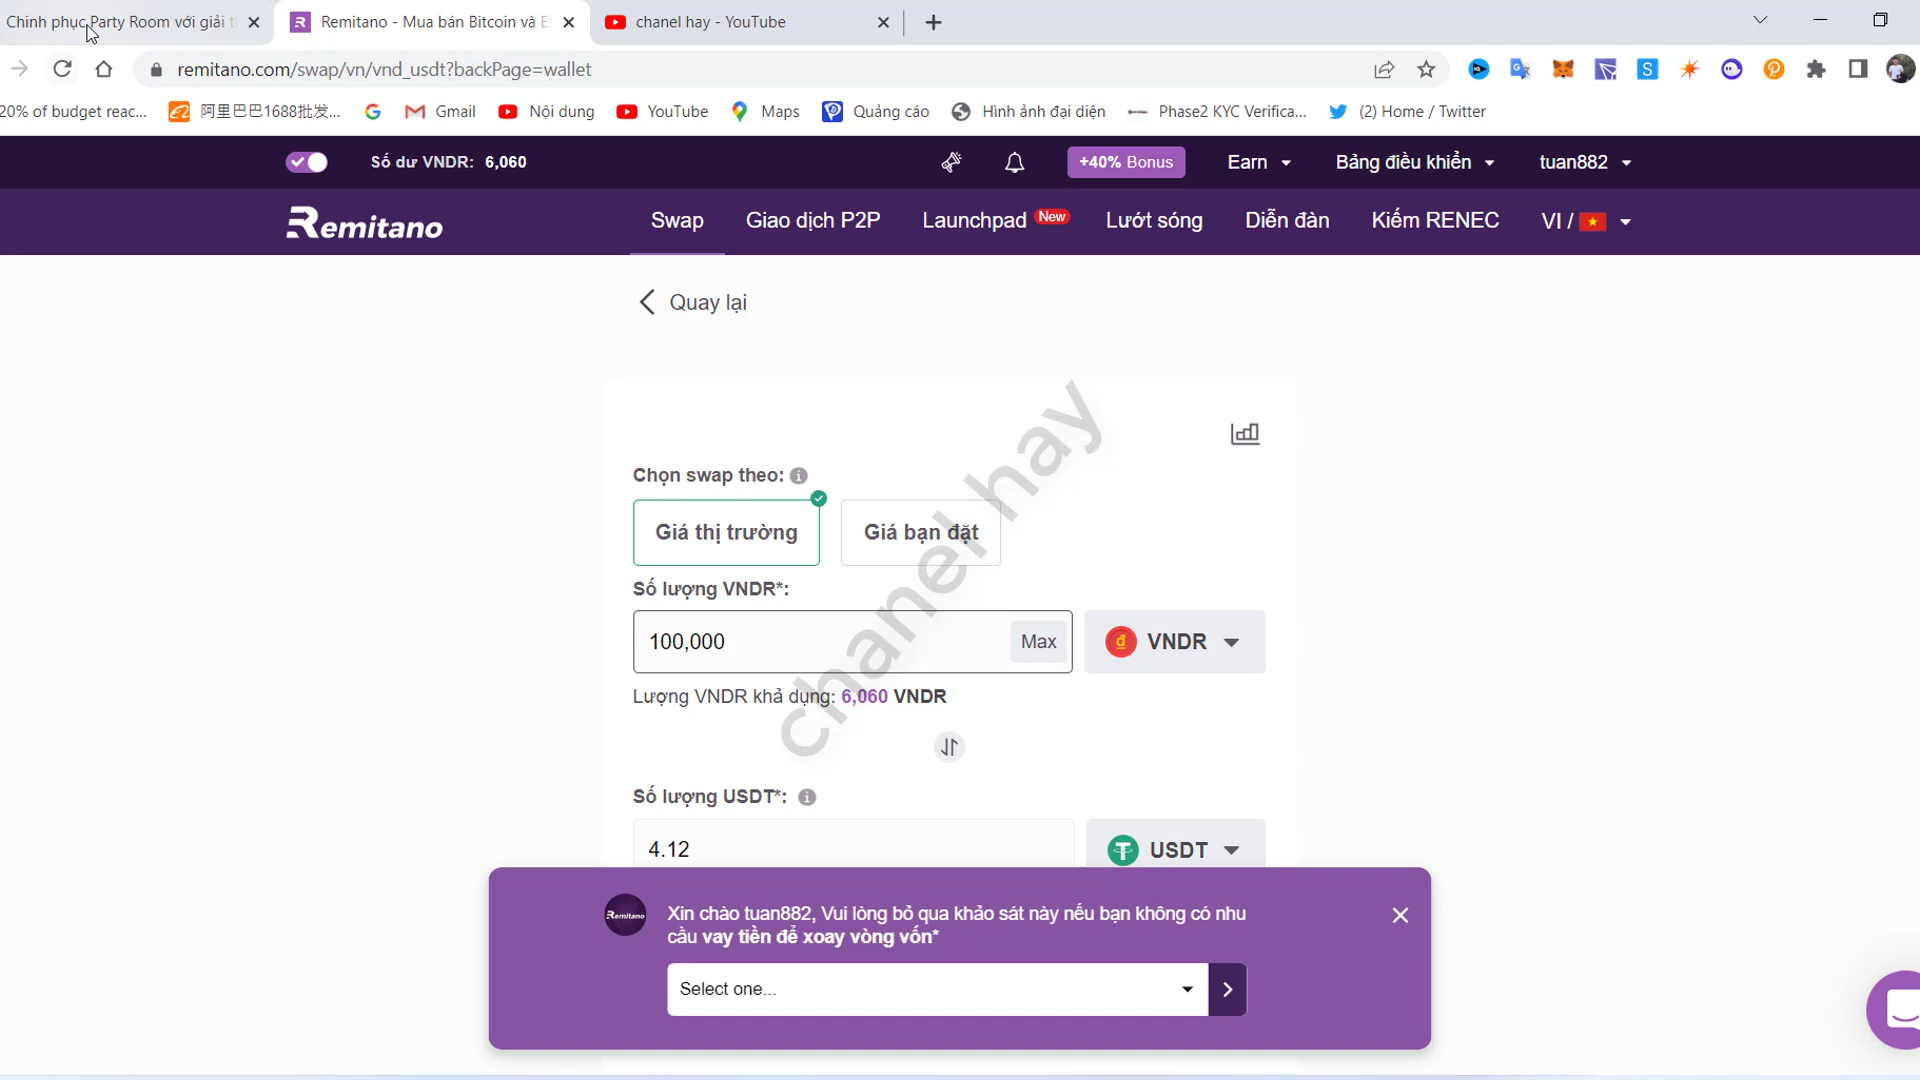 Chinh phục Party Room với giải t
Remitano - Mua bán Bitcoin và E
chanel hay - YouTube
remitano.com/swap/vn/vnd_usdt?backPage=wallet
20% of budget reac...
阿里巴巴1688批发...
Gmail
Nội dung
YouTube
Maps
Quảng cáo
Hình ảnh đại diện
Phase2 KYC Verifica...
(2) Home / Twitter
Số dư VNDR: 6,060
+40% Bonus
Earn
Bảng điều khiển
tuan882
Remitano
Swap
Giao dịch P2P
Launchpad New
Lướt sóng
Diễn đàn
Kiếm RENEC
VI /
Quay lại
Chọn swap theo:
Giá thị trường
Giá bạn đặt
Số lượng VNDR*:
100,000
Max
VNDR
Lượng VNDR khả dụng: 6,060 VNDR
chanel hay
Số lượng USDT*:
4.12
USDT
Remitano
Xin chào tuan882, Vui lòng bỏ qua khảo sát này nếu bạn không có nhu
cầu vay tiền để xoay vòng vốn*
Select one...